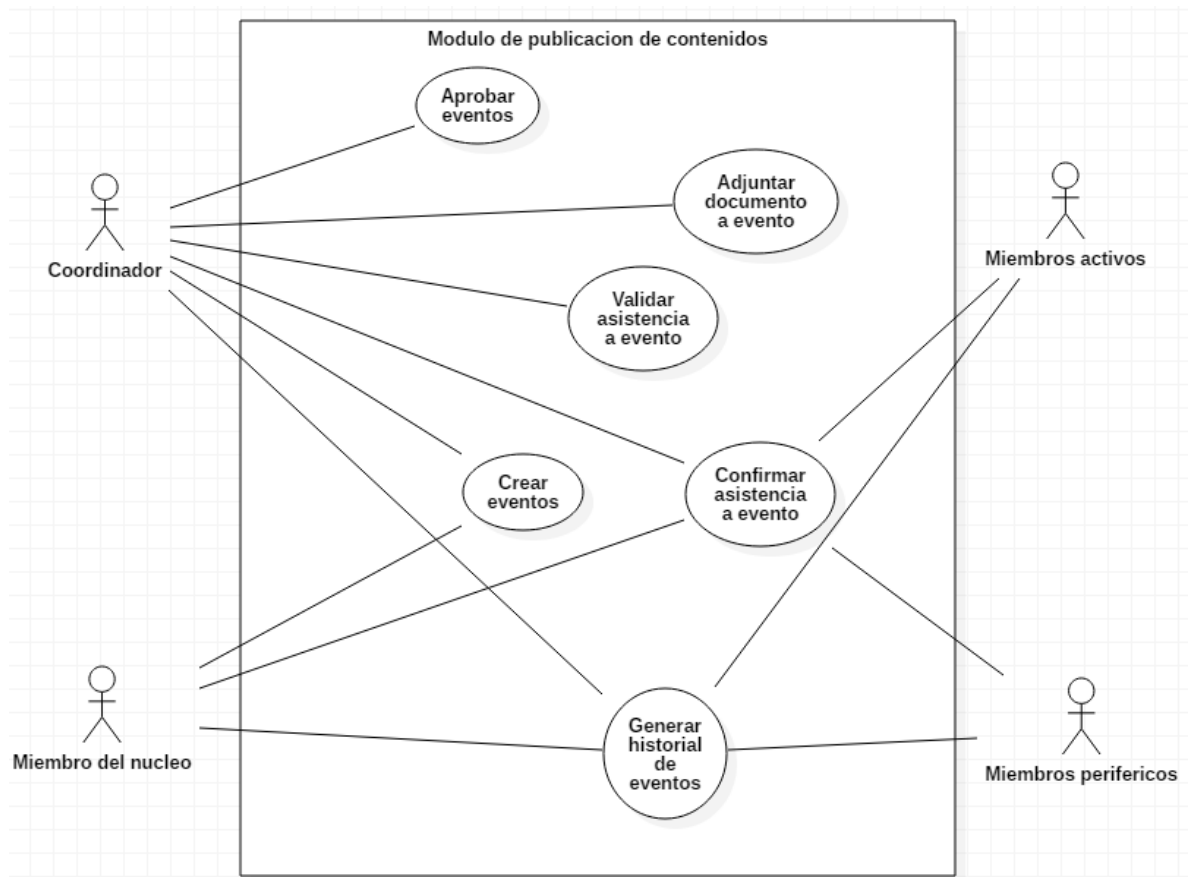 Modulo de publicacion de contenidos
Aprobar
eventos
Adjuntar
documento
a evento
Coordinador
Miembros activos
Validar
asistencia
a evento
Crear
eventos
Confirmar
asistencia
a evento
Miembro del nucleo
Generar
historial
de
eventos
Miembros perifericos